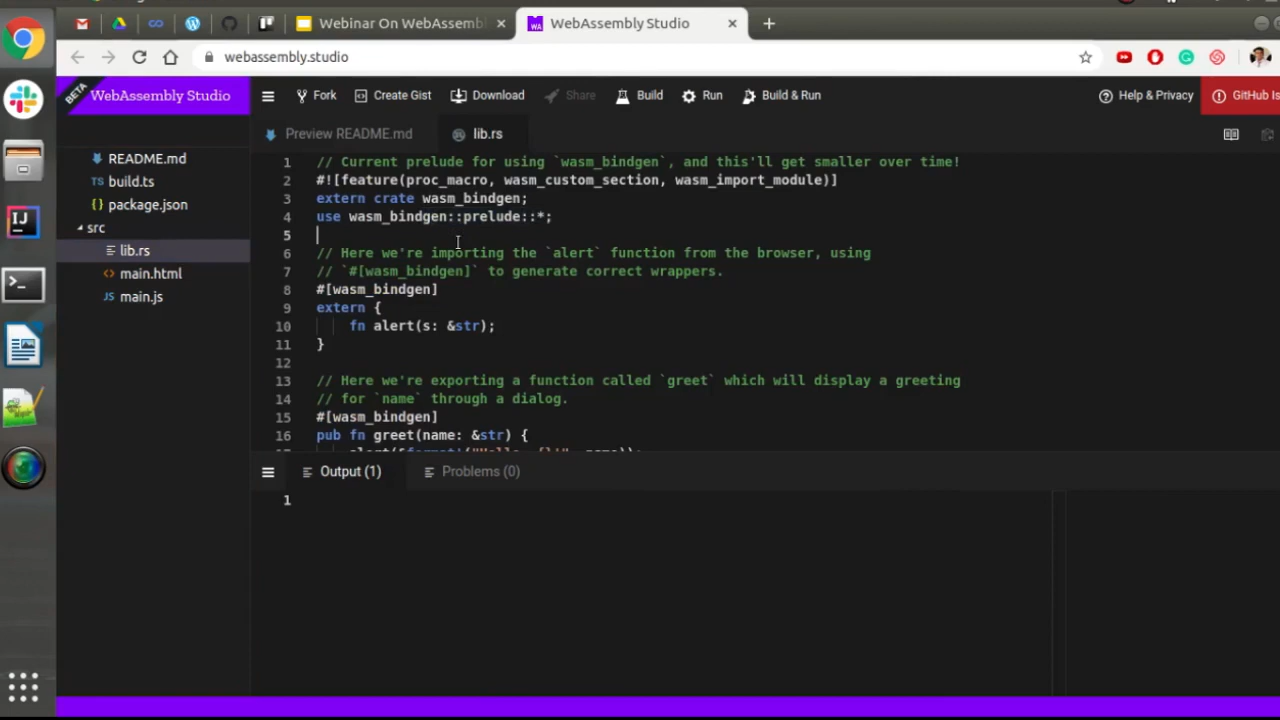 Webinar On WebAssembl
WebAssembly Studio
webassembly.studio
BETA
WebAssembly Studio
Fork
Create Gist
Download
Share
Build
Run
Build & Run
Help & Privacy
GitHub Is
README.md
build.ts
package.json
src
lib.rs
main.html
main.js
Preview README.md
lib.rs
1 // Current prelude for using `wasm_bindgen`, and this'll get smaller over time!
2 #![feature(proc_macro, wasm_custom_section, wasm_import_module)]
3 extern crate wasm_bindgen;
4 use wasm_bindgen::prelude::*;
5
6 // Here we're importing the `alert` function from the browser, using
7 // `#[wasm_bindgen]` to generate correct wrappers.
8 #[wasm_bindgen]
9 extern {
10 fn alert(s: &str);
11 }
12
13 // Here we're exporting a function called `greet` which will display a greeting
14 // for `name` through a dialog.
15 #[wasm_bindgen]
16 pub fn greet(name: &str) {
Output (1)
Problems (0)
1